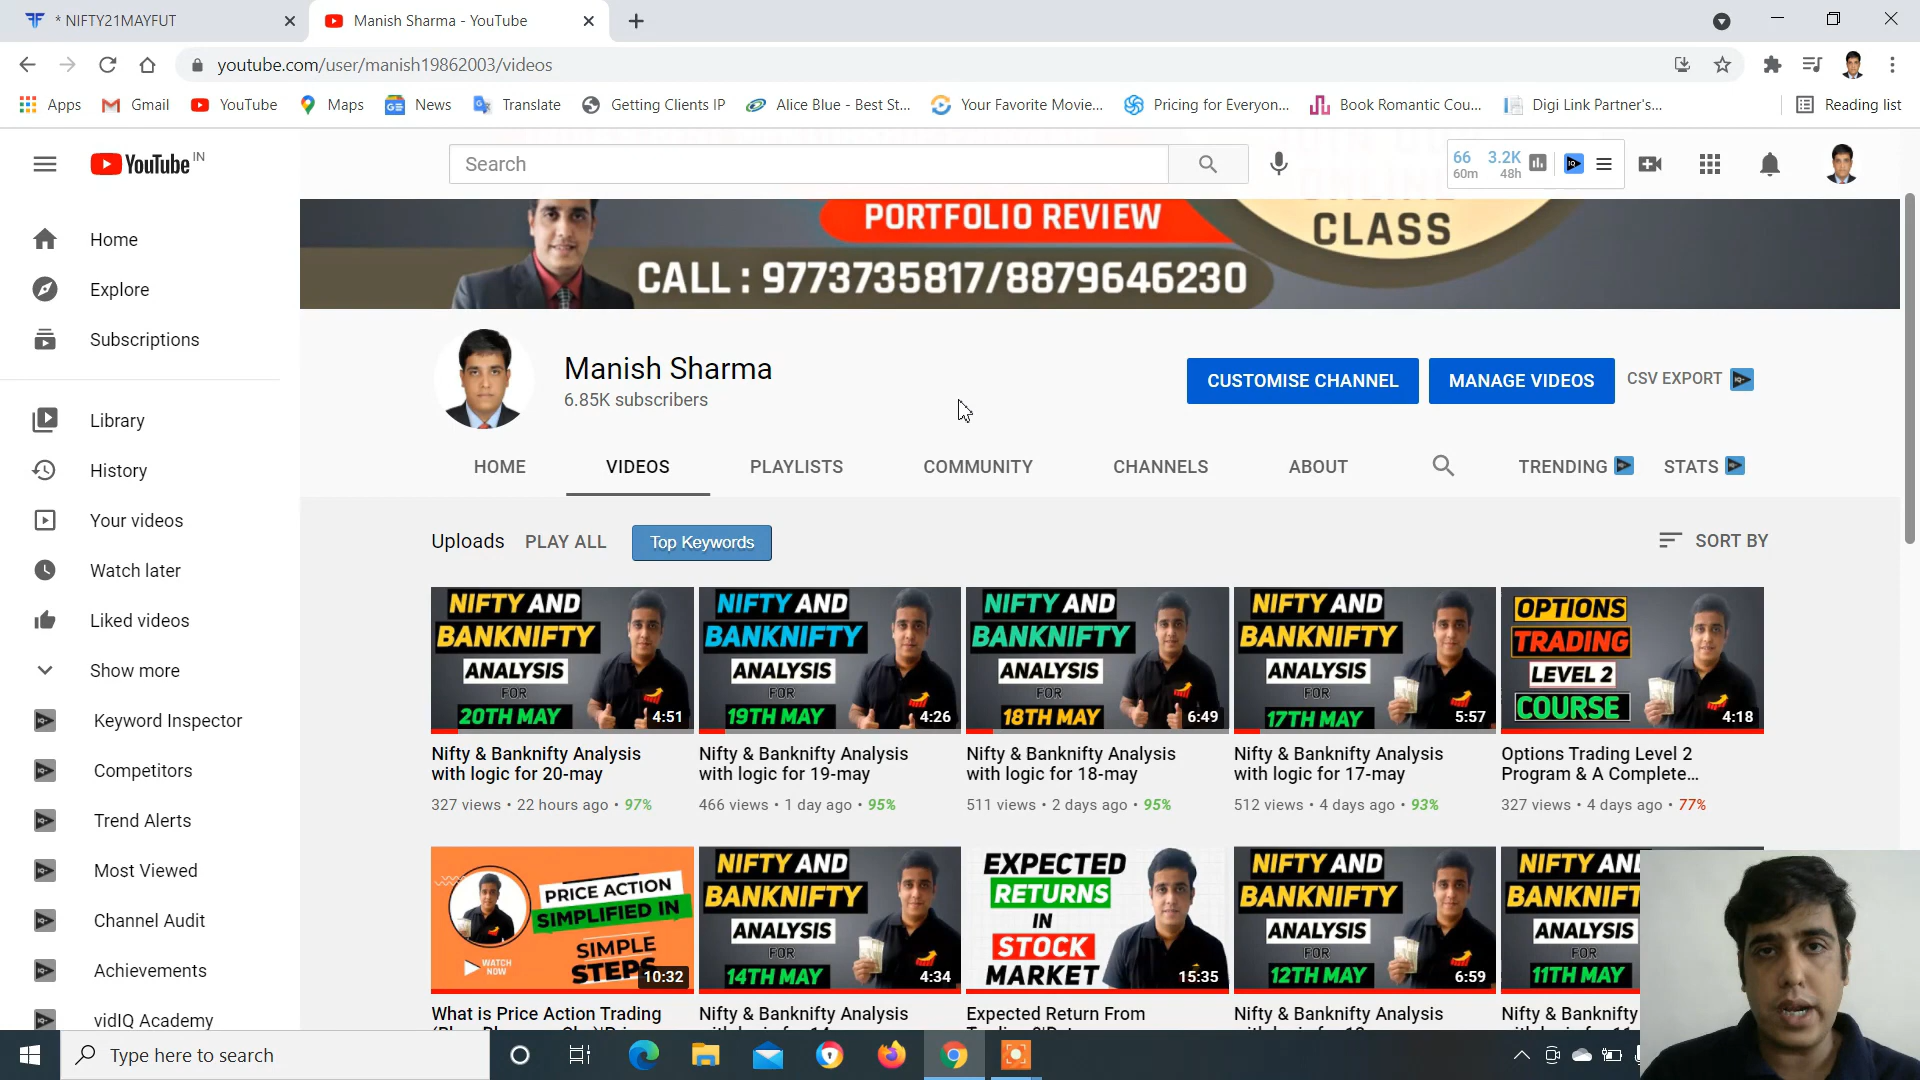 * NIFTY21MAYFUT
Manish Sharma - YouTube
youtube.com/user/manish19862003/videos
Apps
Gmail
YouTube
Maps
News
Translate
Getting Clients IP
Alice Blue - Best St...
Your Favorite Movie...
Pricing for Everyon...
Book Romantic Cou...
Digi Link Partner's...
Reading list
YouTube IN
Search
66 3.2K
60m 48h
Home
Explore
Subscriptions
Library
History
Your videos
Watch later
Liked videos
Show more
Keyword Inspector
Competitors
Trend Alerts
Most Viewed
Channel Audit
Achievements
vidIQ Academy
PORTFOLIO REVIEW
CLASS
CALL : 9773735817/8879646230
Manish Sharma
6.85K subscribers
CUSTOMISE CHANNEL
MANAGE VIDEOS
CSV EXPORT
HOME
VIDEOS
PLAYLISTS
COMMUNITY
CHANNELS
ABOUT
TRENDING
STATS
Uploads
PLAY ALL
Top Keywords
SORT BY
NIFTY AND
BANKNIFTY
ANALYSIS
FOR
20TH MAY
4:51
Nifty & Banknifty Analysis
with logic for 20-may
327 views • 22 hours ago • 97%
NIFTY AND
BANKNIFTY
ANALYSIS
FOR
19TH MAY
4:26
Nifty & Banknifty Analysis
with logic for 19-may
466 views • 1 day ago • 95%
NIFTY AND
BANKNIFTY
ANALYSIS
FOR
18TH MAY
6:49
Nifty & Banknifty Analysis
with logic for 18-may
511 views • 2 days ago • 95%
NIFTY AND
BANKNIFTY
ANALYSIS
FOR
17TH MAY
5:57
Nifty & Banknifty Analysis
with logic for 17-may
512 views • 4 days ago • 93%
OPTIONS
TRADING
LEVEL 2
COURSE
4:18
Options Trading Level 2
Program & A Complete...
327 views • 4 days ago • 77%
PRICE ACTION
SIMPLIFIED IN
SIMPLE
STEPS
WATCH
NOW
10:32
What is Price Action Trading
NIFTY AND
BANKNIFTY
ANALYSIS
FOR
14TH MAY
4:34
Nifty & Banknifty Analysis
EXPECTED
RETURNS
IN
STOCK
MARKET
15:35
Expected Return From
NIFTY AND
BANKNIFTY
ANALYSIS
FOR
12TH MAY
6:59
Nifty & Banknifty Analysis
NIFTY AN
BANKNIFT
ANALYSIS
FOR
11TH MAY
Nifty & Banknifty
Type here to search